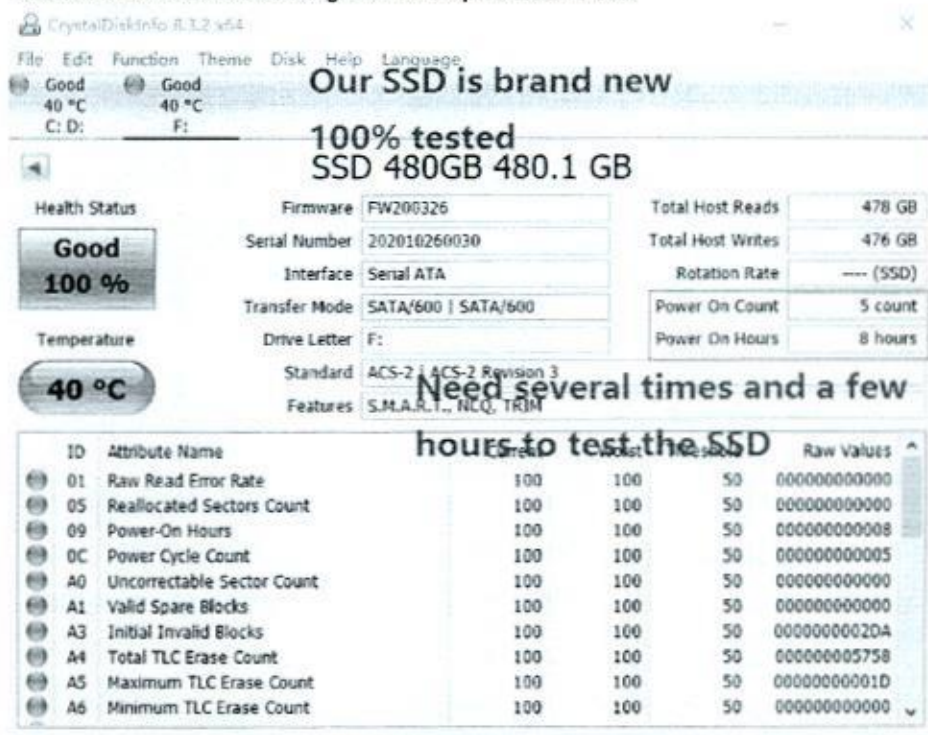 CrystalDiskInfo 8.3.2 x64
File Edit Function Theme Disk Help Language
Good Good
40 °C 40 °C
C: D: F:
Our SSD is brand new
100% tested
SSD 480GB 480.1 GB
Health Status
Good
100 %
Temperature
40 °C
Firmware FW200326
Serial Number 202010260030
Interface Serial ATA
Transfer Mode SATA/600 | SATA/600
Drive Letter F:
Standard ACS-2 | ACS-2 Revision 3
Features S.M.A.R.T., NCQ, TRIM
Total Host Reads 478 GB
Total Host Writes 476 GB
Rotation Rate ---- (SSD)
Power On Count 5 count
Power On Hours 8 hours
Need several times and a few
hours to test the SSD
ID Attribute Name Raw Values
01 Raw Read Error Rate 100 100 50 000000000000
05 Reallocated Sectors Count 100 100 50 000000000000
09 Power-On Hours 100 100 50 000000000008
0C Power Cycle Count 100 100 50 000000000005
A0 Uncorrectable Sector Count 100 100 50 000000000000
A1 Valid Spare Blocks 100 100 50 000000000000
A3 Initial Invalid Blocks 100 100 50 0000000002DA
A4 Total TLC Erase Count 100 100 50 000000005758
A5 Maximum TLC Erase Count 100 100 50 00000000001D
A6 Minimum TLC Erase Count 100 100 50 000000000000